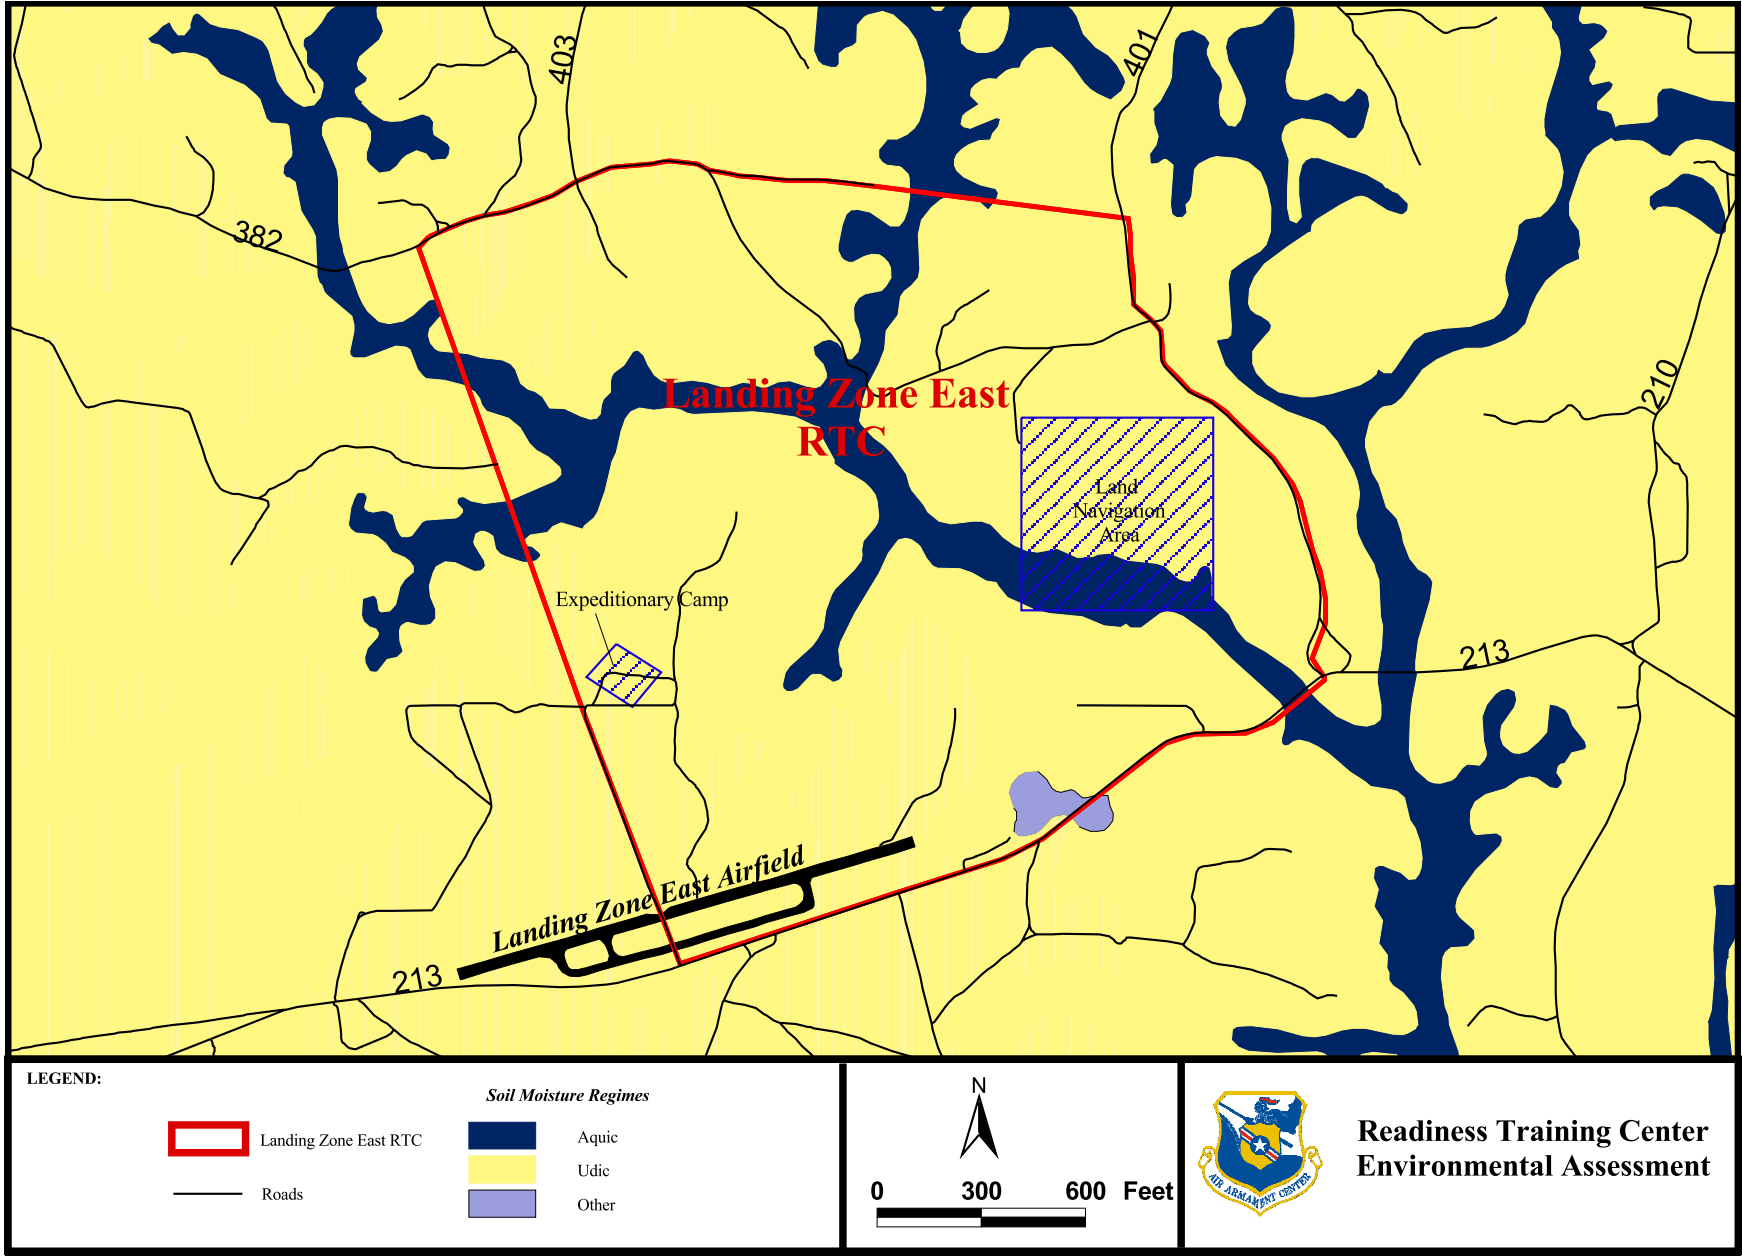 403
401
382
Landing Zone East
RTC
210
Land
Navigation
Area
Expeditionary Camp
213
Landing Zone East Airfield
213
LEGEND:
Soil Moisture Regimes
Landing Zone East RTC
Roads
Aquic
Udic
Other
N
0 300 600 Feet
AIR ARMAMENT CENTER
Readiness Training Center
Environmental Assessment